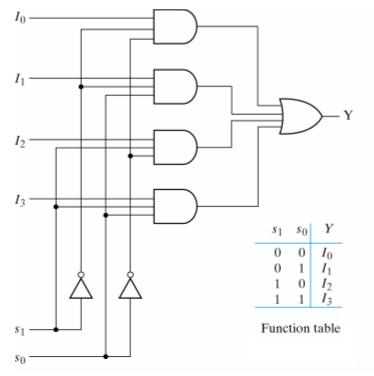 I₀
I₁
I₂
I₃
Y
s₁
s₀
s₁ s₀ Y
0 0 I₀
0 1 I₁
1 0 I₂
1 1 I₃
Function table